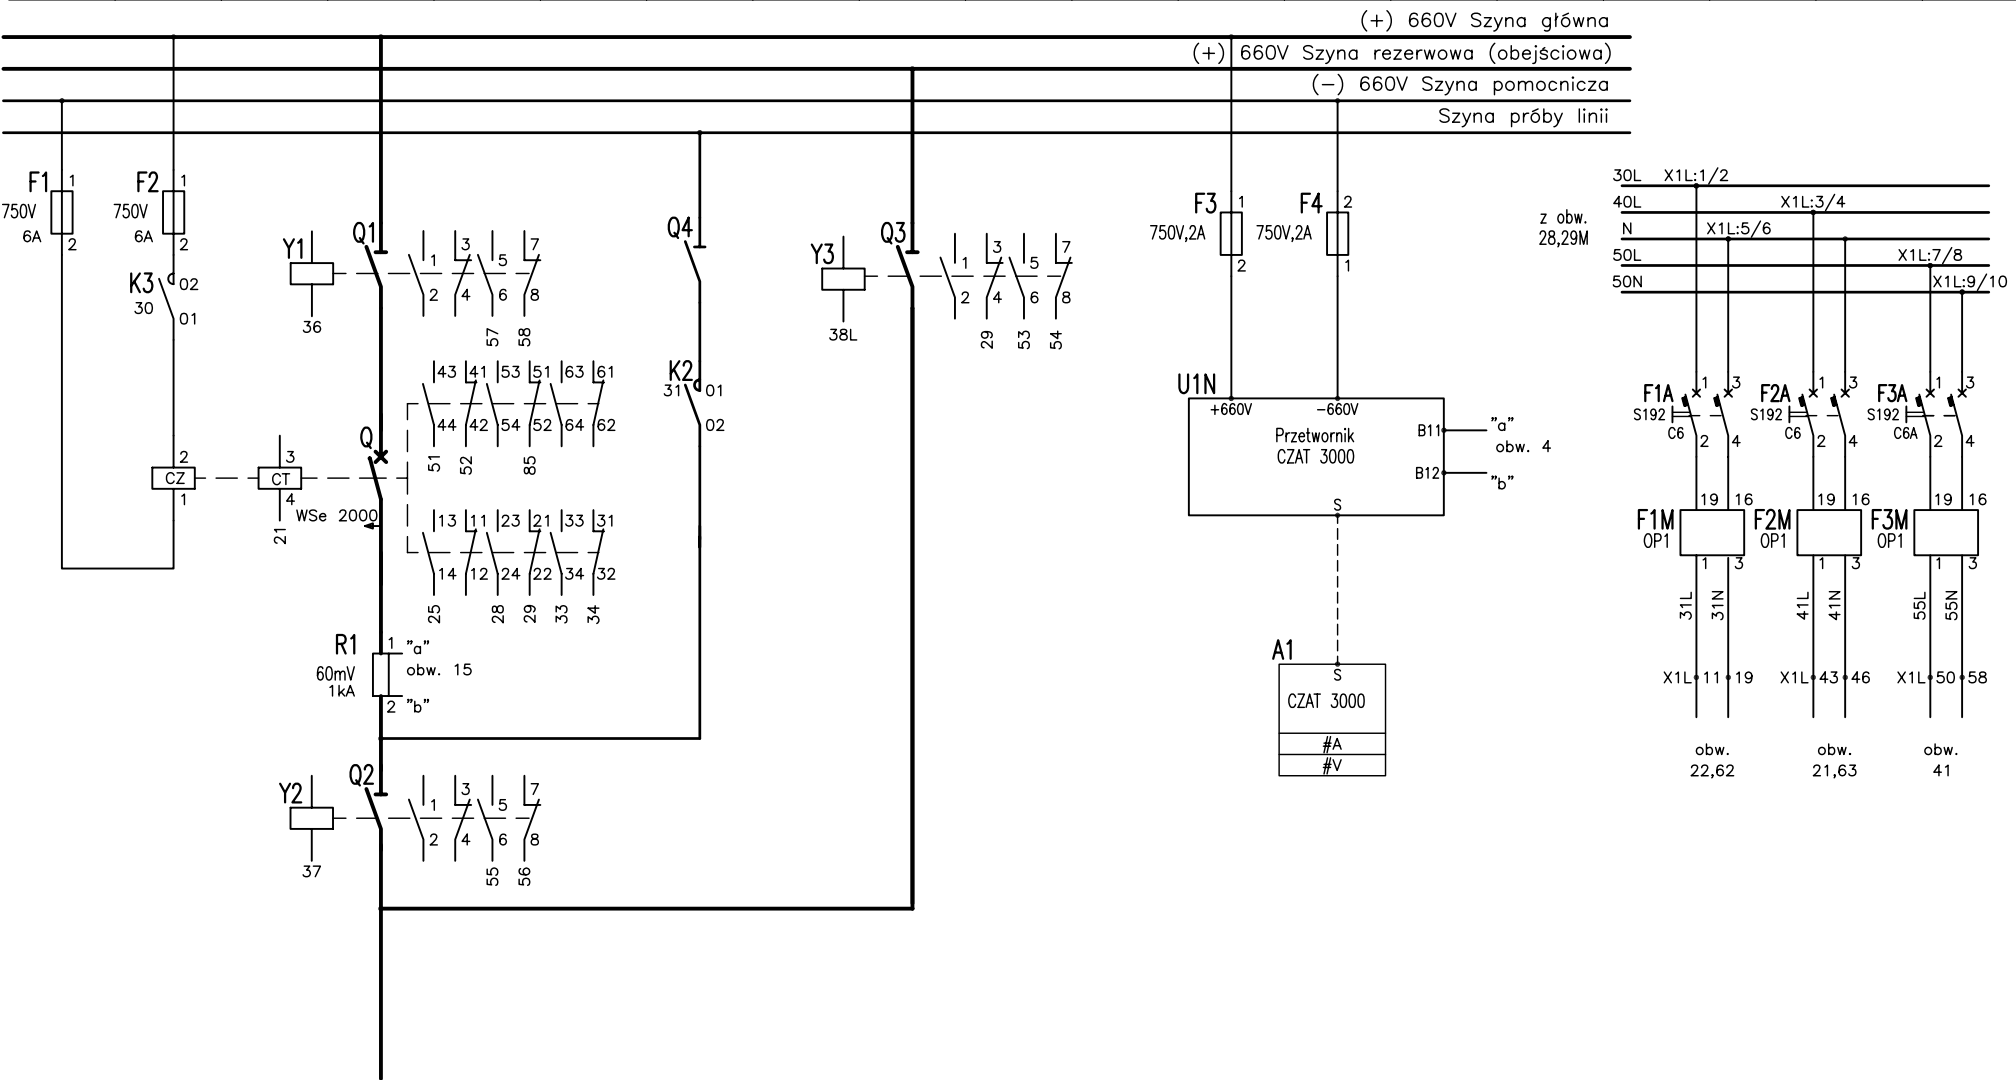 (+) 660V Szyna główna
(+) 660V Szyna rezerwowa (obejściowa)
(-) 660V Szyna pomocnicza
Szyna próby linii
F1
750V
6A
1
2
F2
750V
6A
1
2
K3
30
02
01
CZ
2
1
CT
3
4
21
WSe 2000
Y1
36
Q1
1
2
3
4
5
6
7
8
57
58
Q
43
41
53
51
63
61
44
42
54
52
64
62
51
52
85
13
11
23
21
33
31
14
12
24
22
34
32
25
28
29
33
34
R1
60mV
1kA
1 "a"
obw. 15
2 "b"
Y2
37
Q2
1
2
3
4
5
6
7
8
55
56
Q4
K2
31
01
02
Y3
38L
Q3
1
2
3
4
5
6
7
8
29
53
54
F3
750V,2A
1
2
F4
750V,2A
2
1
U1N
+660V
-660V
Przetwornik
CZAT 3000
B11
"a"
obw. 4
B12
"b"
S
A1
S
CZAT 3000
#A
#V
z obw.
28,29M
30L X1L:1/2
40L X1L:3/4
N X1L:5/6
50L X1L:7/8
50N X1L:9/10
F1A
S192
C6
1
3
2
4
F2A
S192
C6
1
3
2
4
F3A
S192
C6A
1
3
2
4
F1M
OP1
19
16
1
3
F2M
OP1
19
16
1
3
F3M
OP1
19
16
1
3
31L
31N
41L
41N
55L
55N
X1L 11 19
X1L 43 46
X1L 50 58
obw.
22,62
obw.
21,63
obw.
41